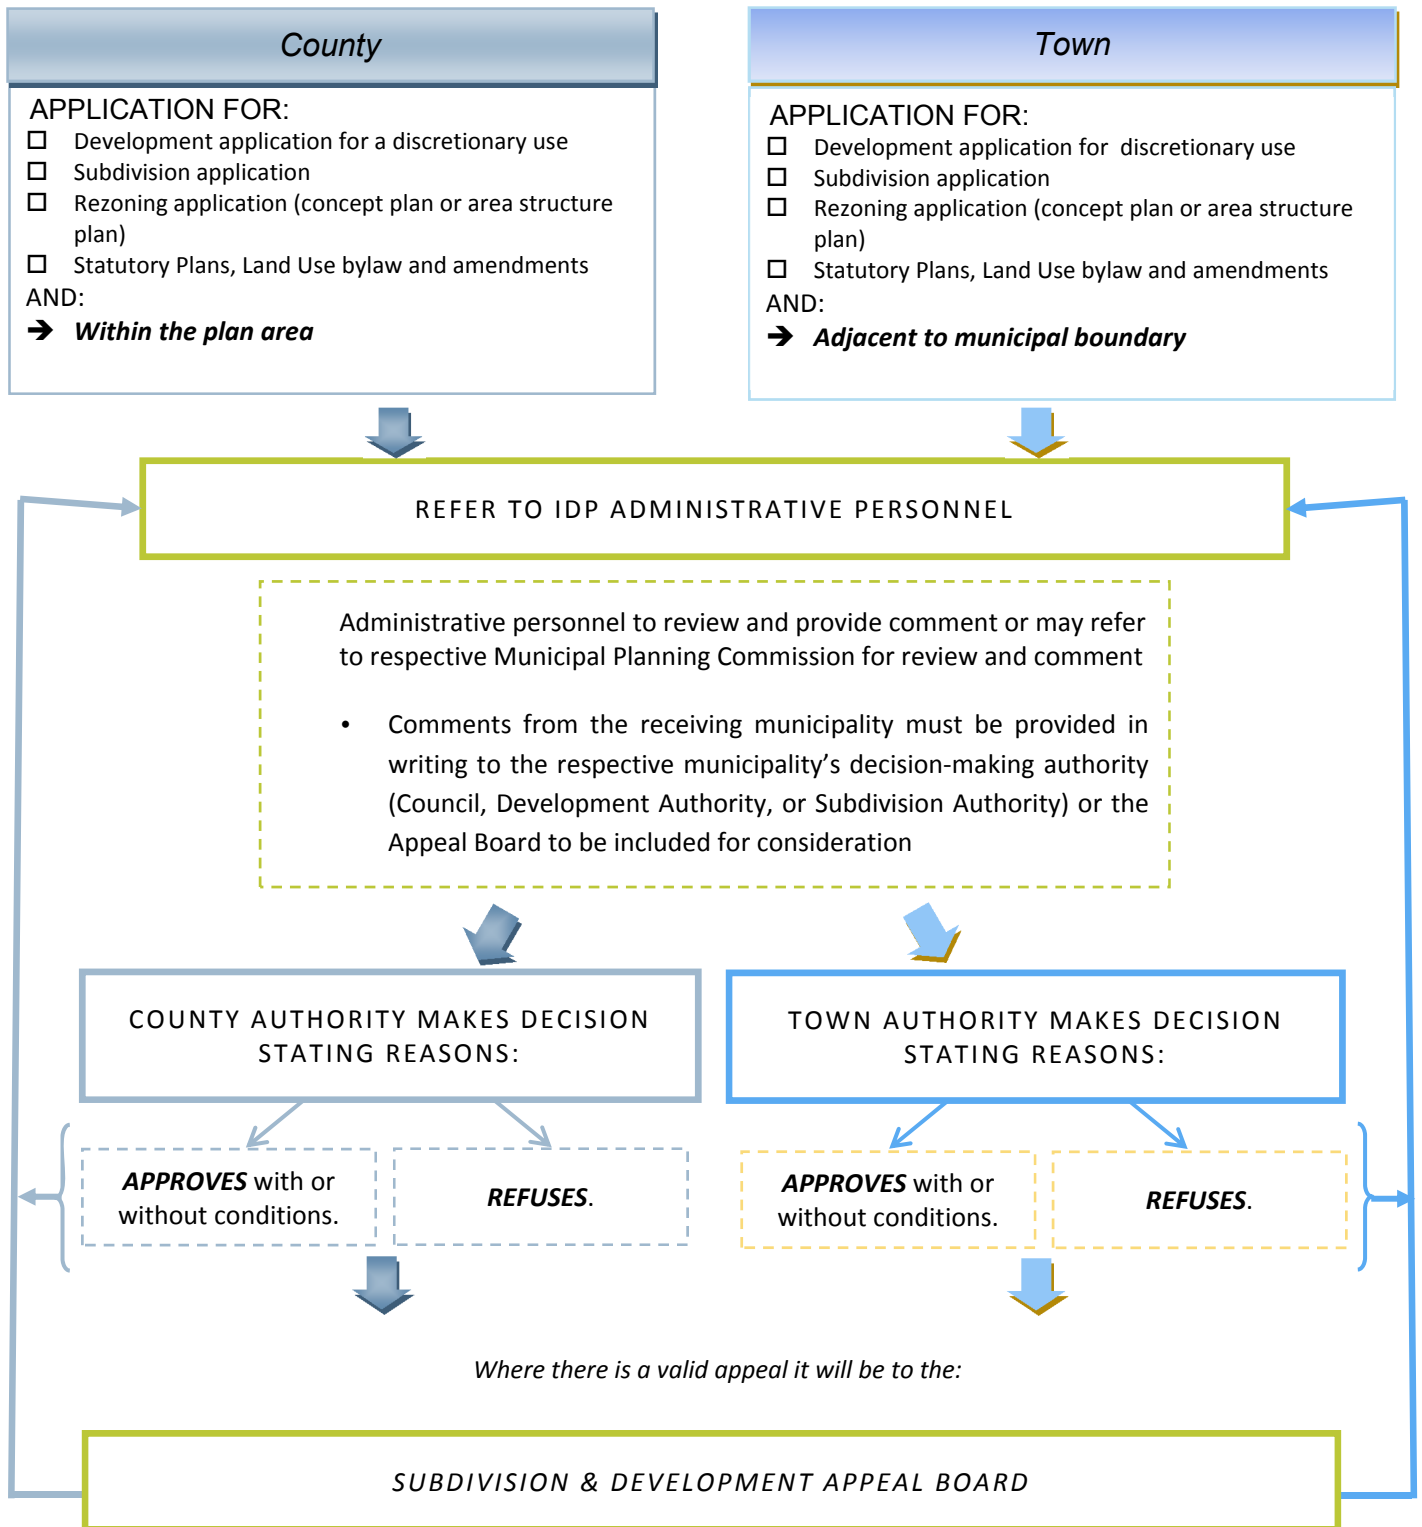 County
APPLICATION FOR:
☐ Development application for a discretionary use
☐ Subdivision application
☐ Rezoning application (concept plan or area structure
plan)
☐ Statutory Plans, Land Use bylaw and amendments
AND:
➔ Within the plan area
Town
APPLICATION FOR:
☐ Development application for discretionary use
☐ Subdivision application
☐ Rezoning application (concept plan or area structure
plan)
☐ Statutory Plans, Land Use bylaw and amendments
AND:
➔ Adjacent to municipal boundary
REFER TO IDP ADMINISTRATIVE PERSONNEL
Administrative personnel to review and provide comment or may refer
to respective Municipal Planning Commission for review and comment
• Comments from the receiving municipality must be provided in
writing to the respective municipality’s decision-making authority
(Council, Development Authority, or Subdivision Authority) or the
Appeal Board to be included for consideration
COUNTY AUTHORITY MAKES DECISION
STATING REASONS:
APPROVES with or
without conditions.
REFUSES.
TOWN AUTHORITY MAKES DECISION
STATING REASONS:
APPROVES with or
without conditions.
REFUSES.
Where there is a valid appeal it will be to the:
SUBDIVISION & DEVELOPMENT APPEAL BOARD